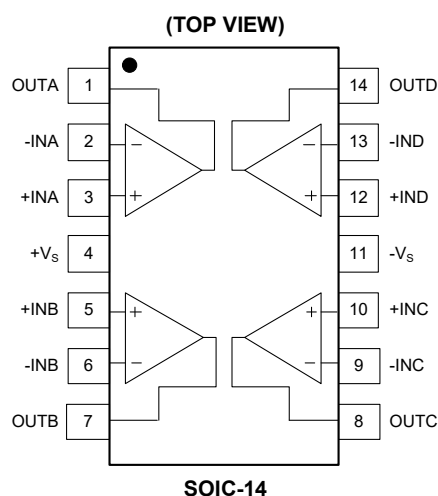 (TOP VIEW)
OUTA 1 14 OUTD
-INA 2 − − 13 -IND
+INA 3 + + 12 +IND
+VS 4 11 -VS
+INB 5 + + 10 +INC
-INB 6 − − 9 -INC
OUTB 7 8 OUTC
SOIC-14